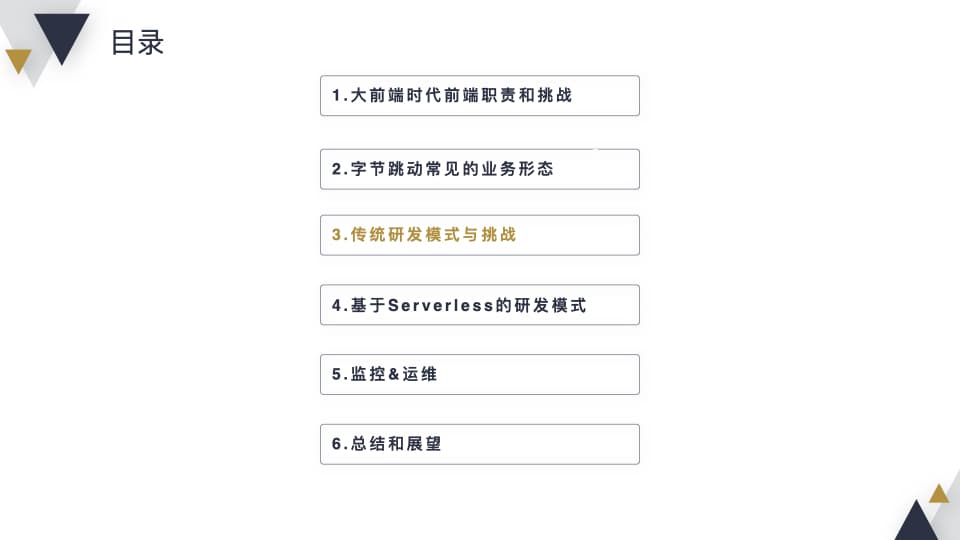 目录
1.大前端时代前端职责和挑战
2.字节跳动常见的业务形态
3.传统研发模式与挑战
4.基于Serverless的研发模式
5.监控&运维
6.总结和展望